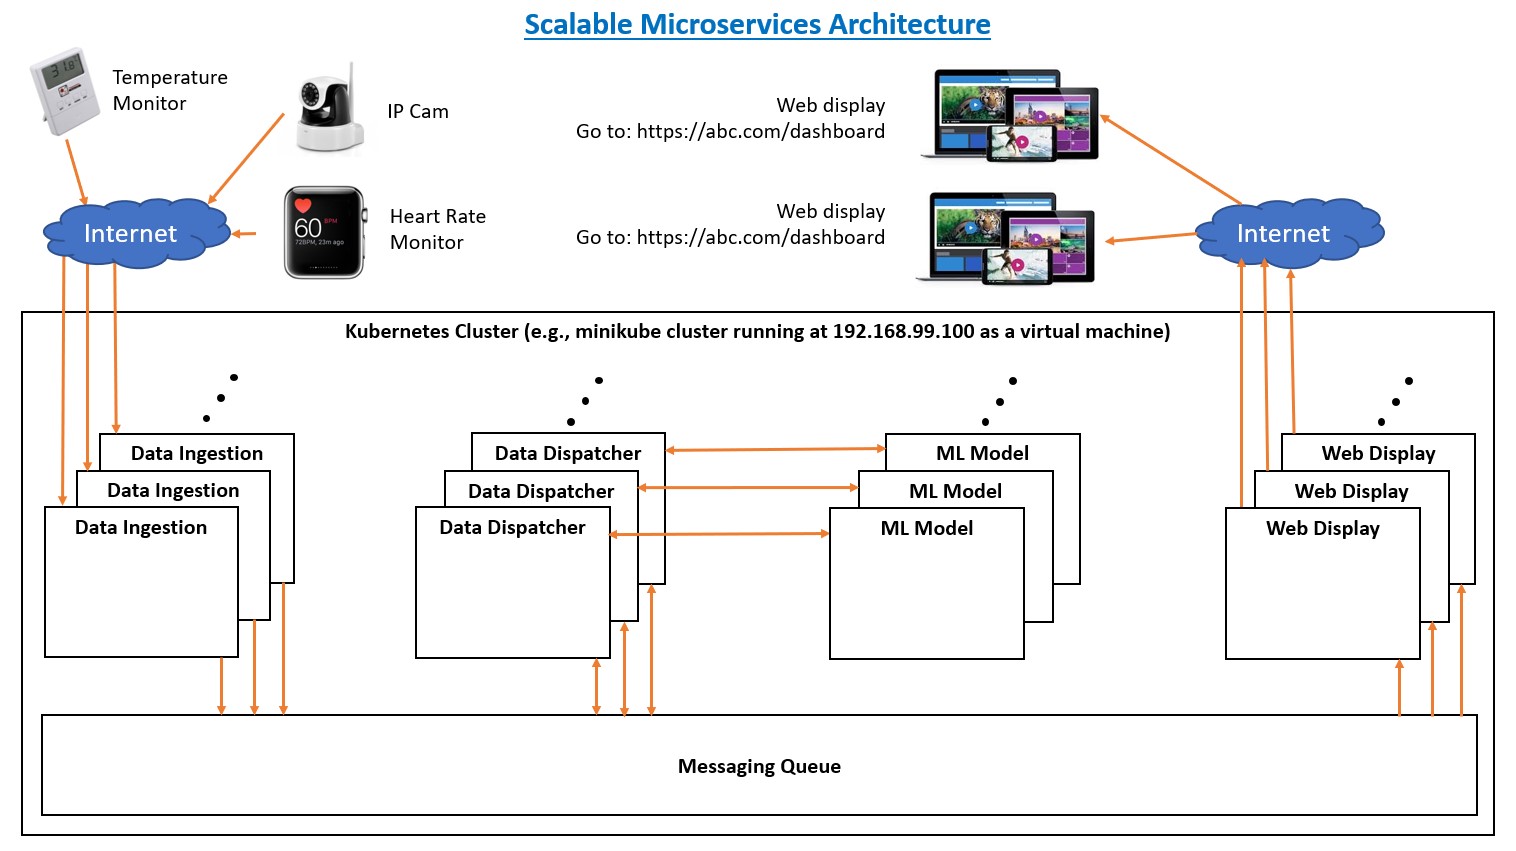 Scalable Microservices Architecture
31.8
Temperature
Monitor
IP Cam
Web display
Go to: https://abc.com/dashboard
60 BPM
72BPM, 23m ago
Heart Rate
Monitor
Web display
Go to: https://abc.com/dashboard
Internet
Internet
Kubernetes Cluster (e.g., minikube cluster running at 192.168.99.100 as a virtual machine)
Data Ingestion
Data Ingestion
Data Ingestion
Data Dispatcher
Data Dispatcher
Data Dispatcher
ML Model
ML Model
ML Model
Web Display
Web Display
Web Display
Messaging Queue